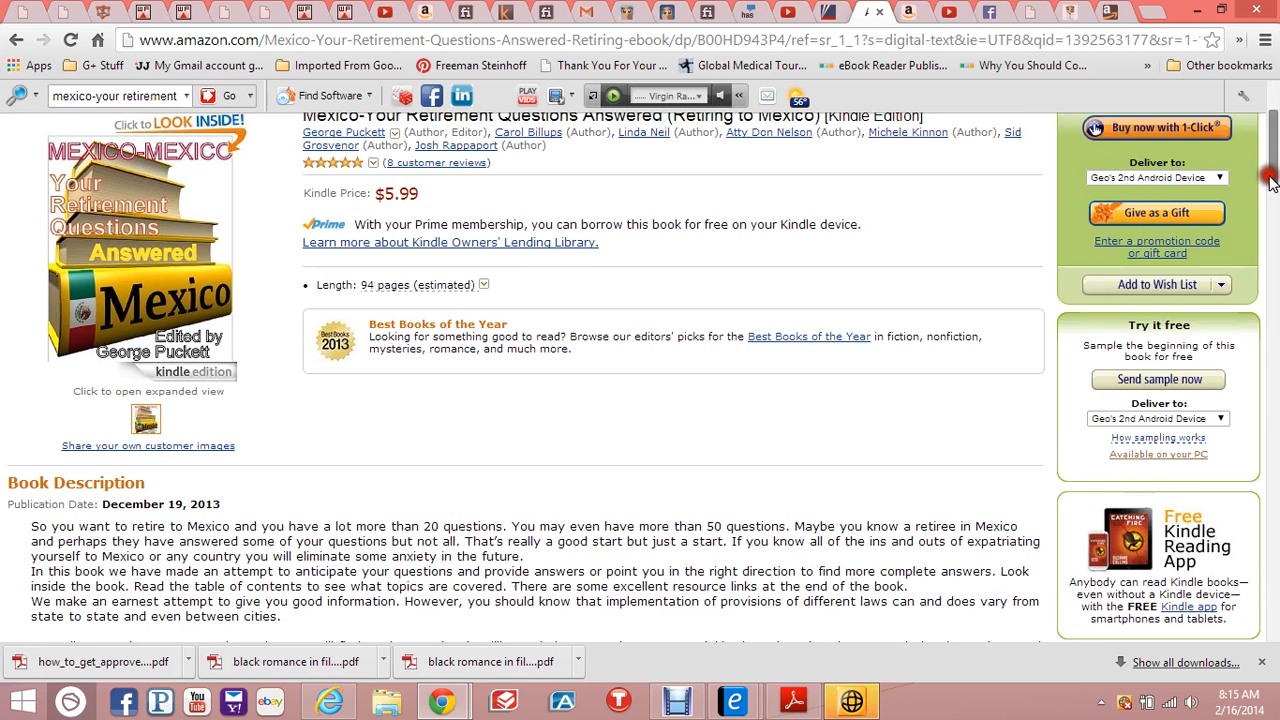 www.amazon.com/Mexico-Your-Retirement-Questions-Answered-Retiring-ebook/dp/B00HD943P4/ref=sr_1_1?s=digital-text&ie=UTF8&qid=1392563177&sr=1-
Apps G+ Stuff My Gmail account g... Imported From Goo... Freeman Steinhoff Thank You For Your ... Global Medical Tour... eBook Reader Publis... Why You Should Co... » Other bookmarks
mexico-your retirement Go Find Software PLAY VIDS ..... Virgin Ra... 56°
Click to LOOK INSIDE!
Mexico-Your Retirement Questions Answered (Retiring to Mexico) [Kindle Edition]
George Puckett (Author, Editor), Carol Billups (Author), Linda Neil (Author), Atty Don Nelson (Author), Michele Kinnon (Author), Sid
Grosvenor (Author), Josh Rappaport (Author)
(8 customer reviews)
Kindle Price: $5.99
Prime With your Prime membership, you can borrow this book for free on your Kindle device.
Learn more about Kindle Owners' Lending Library.
• Length: 94 pages (estimated)
Best Books 2013
Best Books of the Year
Looking for something good to read? Browse our editors' picks for the Best Books of the Year in fiction, nonfiction,
mysteries, romance, and much more.
MEXICO-MEXICO
Your
Retirement
Questions
Answered
Mexico
Edited by
George Puckett
kindle edition
Click to open expanded view
Share your own customer images
Buy now with 1-Click®
Deliver to:
Geo's 2nd Android Device
Give as a Gift
Enter a promotion code
or gift card
Add to Wish List
Try it free
Sample the beginning of this
book for free
Send sample now
Deliver to:
Geo's 2nd Android Device
How sampling works
Available on your PC
CATCHING FIRE
Free
Kindle
Reading
App
Anybody can read Kindle books—
even without a Kindle device—
with the FREE Kindle app for
smartphones and tablets.
Book Description
Publication Date: December 19, 2013
So you want to retire to Mexico and you have a lot more than 20 questions. You may even have more than 50 questions. Maybe you know a retiree in Mexico
and perhaps they have answered some of your questions but not all. That's really a good start but just a start. If you know all of the ins and outs of expatriating
yourself to Mexico or any country you will eliminate some anxiety in the future.
In this book we have made an attempt to anticipate your questions and provide answers or point you in the right direction to find more complete answers. Look
inside the book. Read the table of contents to see what topics are covered. There are some excellent resource links at the end of the book.
We make an earnest attempt to give you good information. However, you should know that implementation of provisions of different laws can and does vary from
state to state and even between cities.
how_to_get_approve....pdf black romance in fil....pdf black romance in fil....pdf Show all downloads...
8:15 AM
2/16/2014